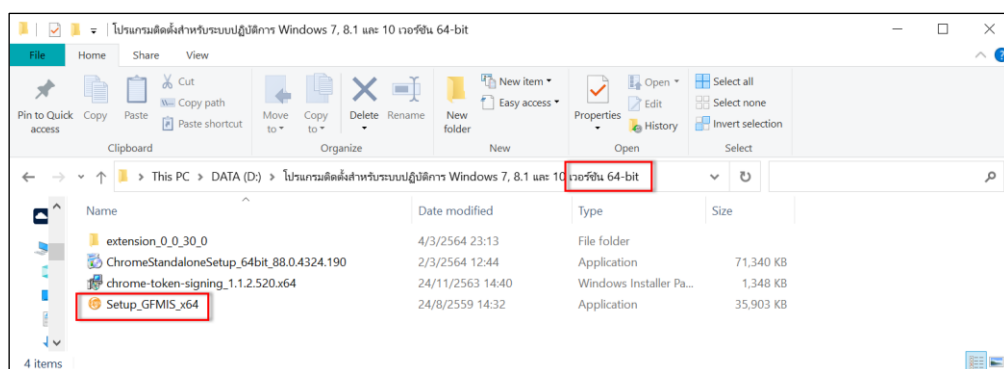 โปรแกรมติดตั้งสำหรับระบบปฏิบัติการ Windows 7, 8.1 และ 10 เวอร์ชัน 64-bit
File Home Share View
Pin to Quick access
Copy
Paste
Cut
Copy path
Paste shortcut
Clipboard
Move to
Copy to
Delete
Rename
Organize
New folder
New item
Easy access
New
Properties
Open
Edit
History
Open
Select all
Select none
Invert selection
Select
This PC > DATA (D:) > โปรแกรมติดตั้งสำหรับระบบปฏิบัติการ Windows 7, 8.1 และ 10 เวอร์ชัน 64-bit
Name Date modified Type Size
extension_0_0_30_0 4/3/2564 23:13 File folder
ChromeStandaloneSetup_64bit_88.0.4324.190 2/3/2564 12:44 Application 71,340 KB
chrome-token-signing_1.1.2.520.x64 24/11/2563 14:40 Windows Installer Pa... 1,348 KB
Setup_GFMIS_x64 24/8/2559 14:32 Application 35,903 KB
4 items